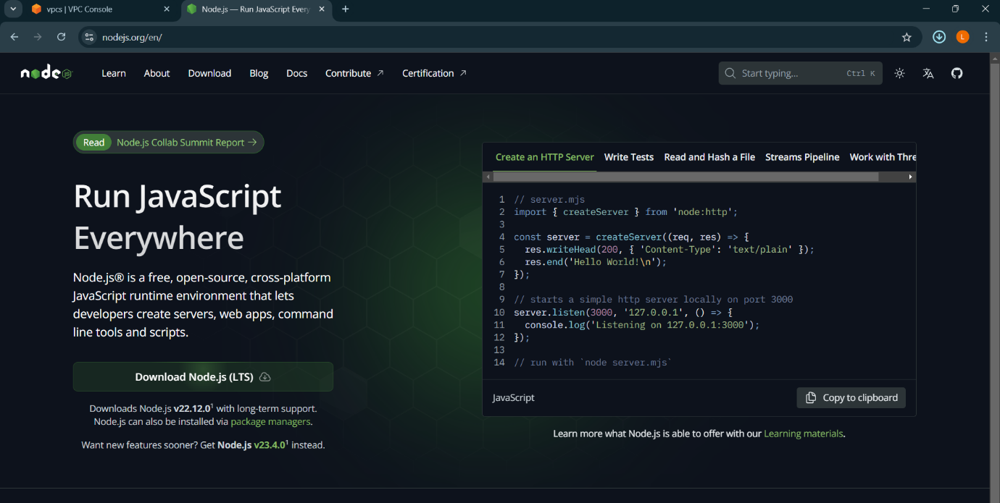 vpcs | VPC Console
Node.js — Run JavaScript Every
nodejs.org/en/
L
node js
Learn About Download Blog Docs Contribute Certification
Start typing... Ctrl K
Read Node.js Collab Summit Report →
Run JavaScript
Everywhere
Node.js® is a free, open-source, cross-platform
JavaScript runtime environment that lets
developers create servers, web apps, command
line tools and scripts.
Download Node.js (LTS)
Downloads Node.js v22.12.0¹ with long-term support.
Node.js can also be installed via package managers.
Want new features sooner? Get Node.js v23.4.0¹ instead.
Create an HTTP Server Write Tests Read and Hash a File Streams Pipeline Work with Thre
1 // server.mjs
2 import { createServer } from 'node:http';
3
4 const server = createServer((req, res) => {
5   res.writeHead(200, { 'Content-Type': 'text/plain' });
6   res.end('Hello World!\n');
7 });
8
9 // starts a simple http server locally on port 3000
10 server.listen(3000, '127.0.0.1', () => {
11   console.log('Listening on 127.0.0.1:3000');
12 });
13
14 // run with `node server.mjs`
JavaScript
Copy to clipboard
Learn more what Node.js is able to offer with our Learning materials.